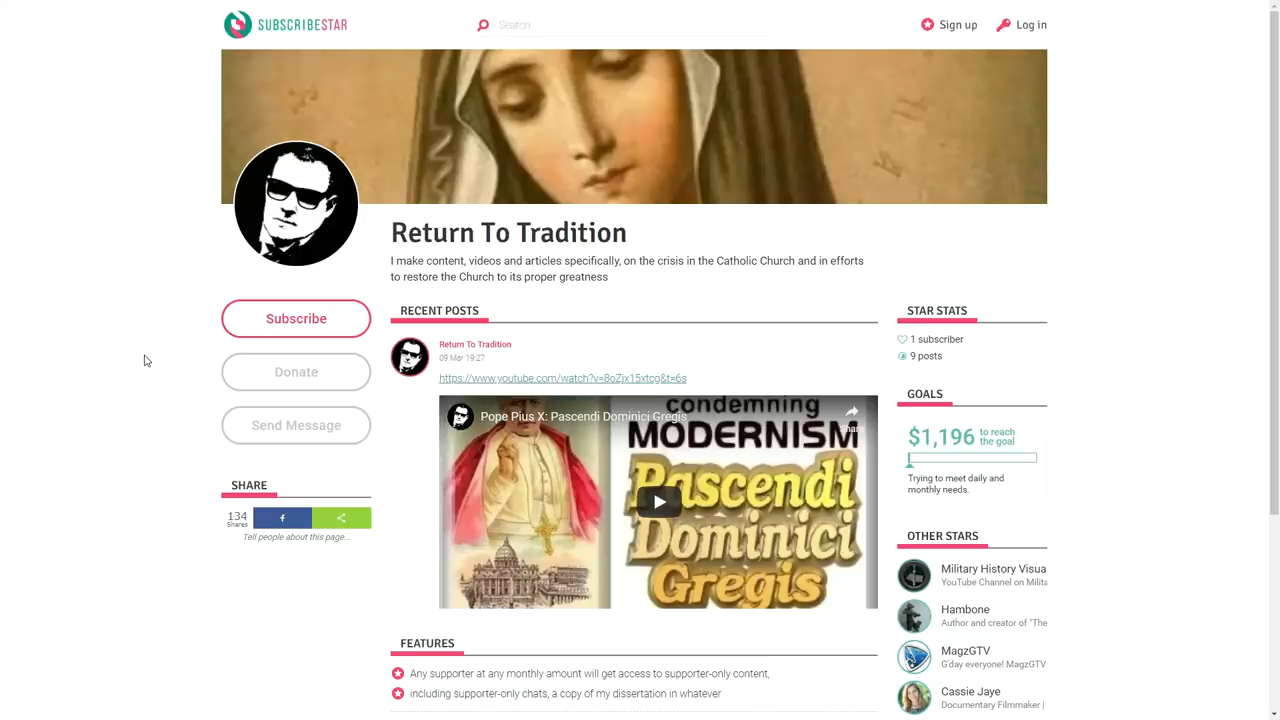 SUBSCRIBESTAR
Search
Sign up
Log in
Return To Tradition
I make content, videos and articles specifically, on the crisis in the Catholic Church and in efforts
to restore the Church to its proper greatness
Subscribe
Donate
Send Message
SHARE
134
Shares
Tell people about this page...
RECENT POSTS
Return To Tradition
09 Mar 19:27
https://www.youtube.com/watch?v=8oZjx15xtcg&t=6s
Pope Pius X: Pascendi Dominici Gregis
Share
condemning
MODERNISM
Pascendi
Dominici
Gregis
FEATURES
Any supporter at any monthly amount will get access to supporter-only content,
including supporter-only chats, a copy of my dissertation in whatever
STAR STATS
1 subscriber
9 posts
GOALS
$1,196 to reach
the goal
Trying to meet daily and
monthly needs.
OTHER STARS
Military History Visua
YouTube Channel on Milita
Hambone
Author and creator of "The
MagzGTV
G'day everyone! MagzGTV
Cassie Jaye
Documentary Filmmaker |